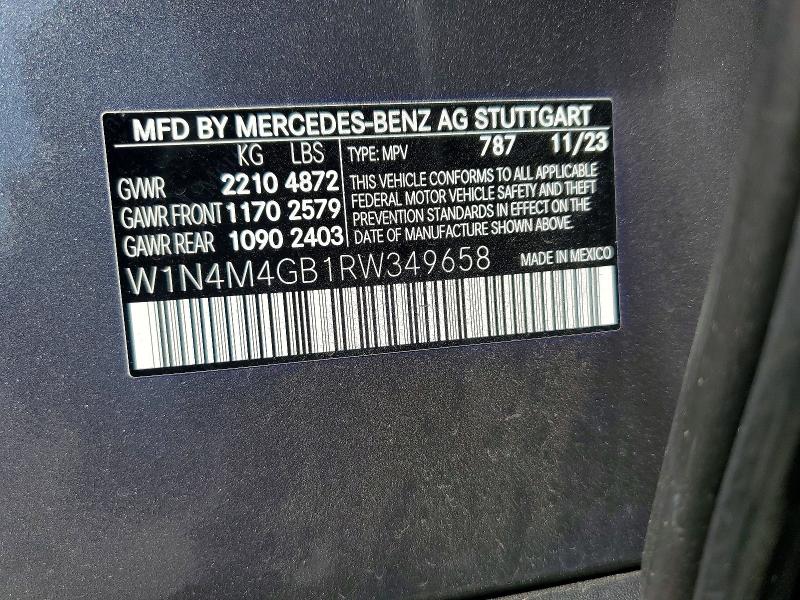 MFD BY MERCEDES-BENZ AG STUTTGART
KG LBS
GVWR 2210 4872
GAWR FRONT 1170 2579
GAWR REAR 1090 2403
TYPE: MPV 787 11/23
THIS VEHICLE CONFORMS TO ALL APPLICABLE
FEDERAL MOTOR VEHICLE SAFETY AND THEFT
PREVENTION STANDARDS IN EFFECT ON THE
DATE OF MANUFACTURE SHOWN ABOVE.
W1N4M4GB1RW349658
MADE IN MEXICO